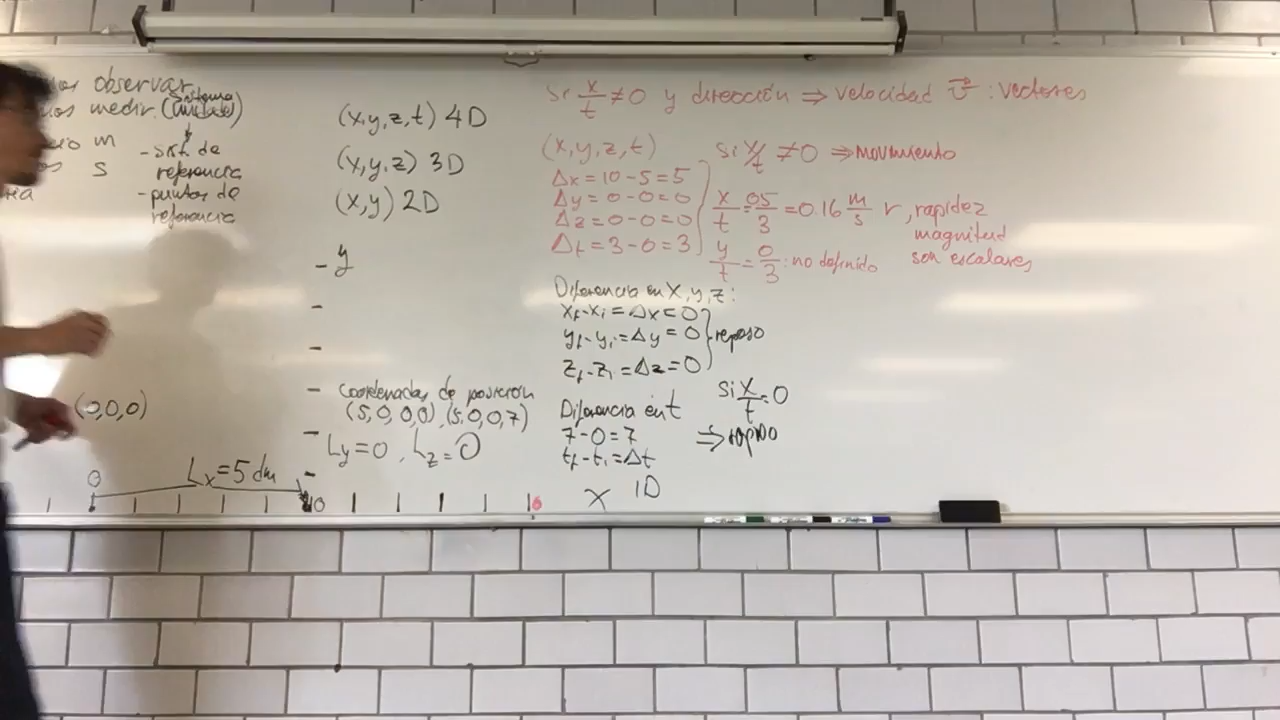 observar
medir. (unidades)
sistema
m
s
- sist. de
referencia
- puntos de
referencia
(x,y,z,t) 4D
(x,y,z) 3D
(x,y) 2D
y
(0,0,0)
coordenadas de posición
(5,0,0,0), (5,0,0,7)
Ly=0, Lz=0
0
Lx=5 dm
10
Si x/t ≠ 0 y dirección ⇒ velocidad v⃗ : vectores
(x,y,z,t)
Δx = 10 - 5 = 5
Δy = 0 - 0 = 0
Δz = 0 - 0 = 0
Δt = 3 - 0 = 3
si x/t ≠ 0 ⇒ movimiento
x/t = 0.5/3 = 0.16 m/s r, rapidez
magnitud
son escalares
y/t = 0/3 : no definido
Diferencia en x,y,z:
xf - xi = Δx = 0
yf - yi = Δy = 0
zf - zi = Δz = 0
} reposo
Diferencia en t
7 - 0 = 7
tf - ti = Δt
si x/t = 0
⇒
x 1D